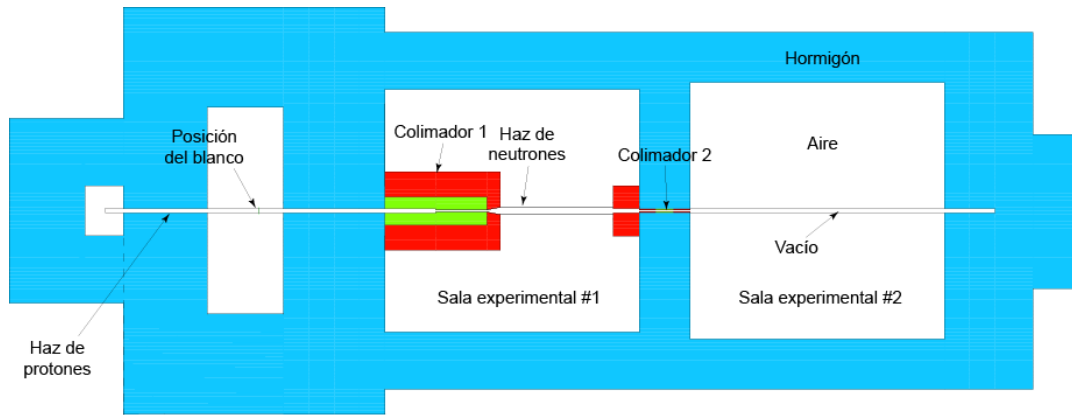 Hormigón
Posición
del blanco
Colimador 1
Haz de
neutrones
Colimador 2
Aire
Vacío
Sala experimental #1
Sala experimental #2
Haz de
protones